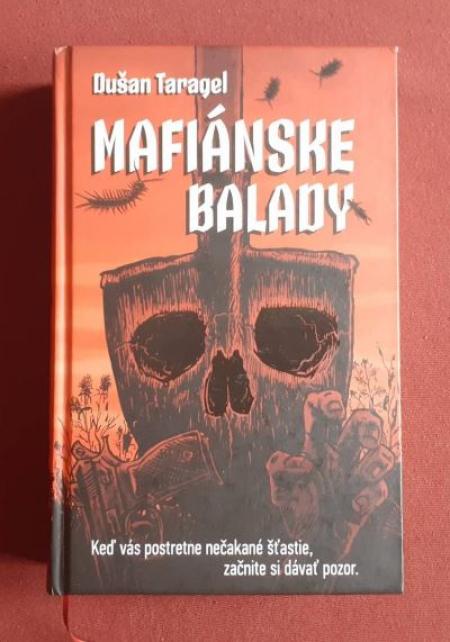 Dušan Taragel
MAFIÁNSKE
BALADY
Keď vás postretne nečakané šťastie,
začnite si dávať pozor.